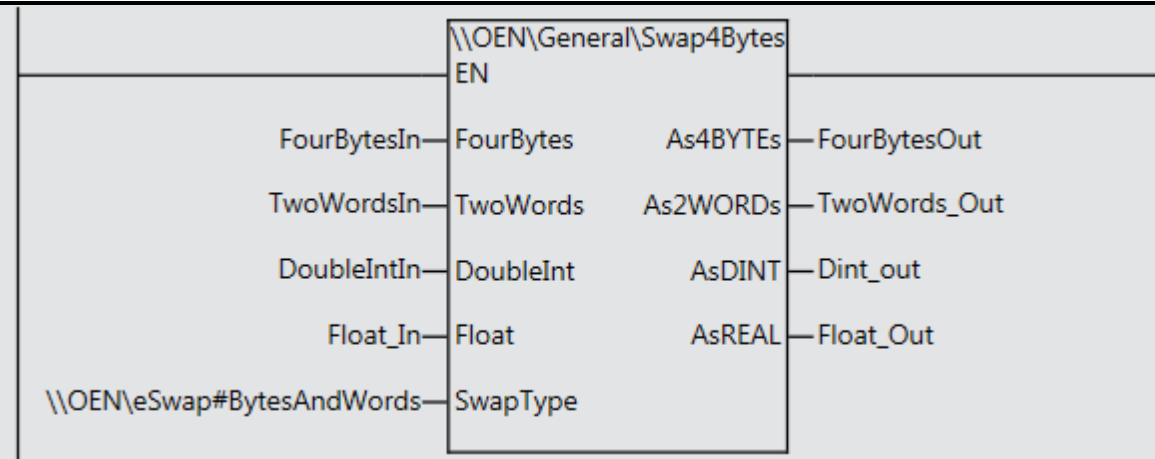 \\OEN\General\Swap4Bytes
EN
FourBytesIn FourBytes As4BYTEs FourBytesOut
TwoWordsIn TwoWords As2WORDs TwoWords_Out
DoubleIntIn DoubleInt AsDINT Dint_out
Float_In Float AsREAL Float_Out
\\OEN\eSwap#BytesAndWords SwapType